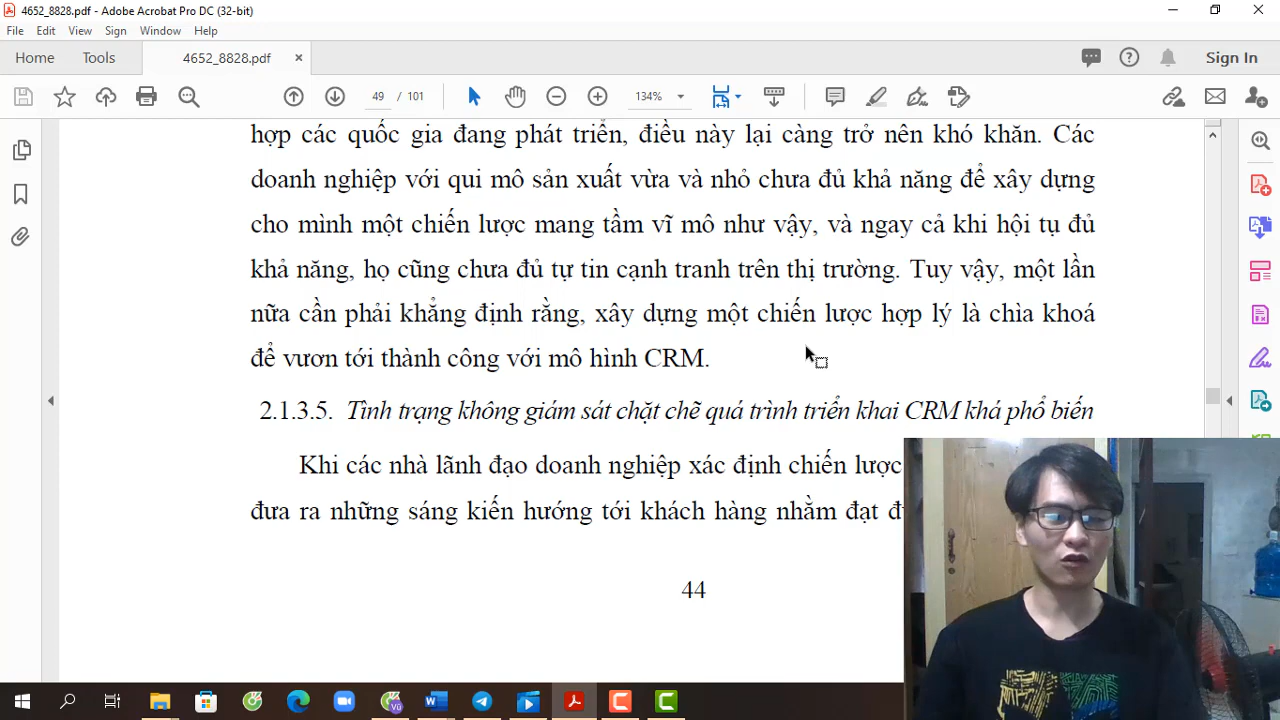 4652_8828.pdf - Adobe Acrobat Pro DC (32-bit)
File Edit View Sign Window Help
Home Tools 4652_8828.pdf × Sign In
49 / 101 134%
hợp các quốc gia đang phát triển, điều này lại càng trở nên khó khăn. Các
doanh nghiệp với qui mô sản xuất vừa và nhỏ chưa đủ khả năng để xây dựng
cho mình một chiến lược mang tầm vĩ mô như vậy, và ngay cả khi hội tụ đủ
khả năng, họ cũng chưa đủ tự tin cạnh tranh trên thị trường. Tuy vậy, một lần
nữa cần phải khẳng định rằng, xây dựng một chiến lược hợp lý là chìa khoá
để vươn tới thành công với mô hình CRM.
2.1.3.5. Tình trạng không giám sát chặt chẽ quá trình triển khai CRM khá phổ biến
Khi các nhà lãnh đạo doanh nghiệp xác định chiến lược
đưa ra những sáng kiến hướng tới khách hàng nhằm đạt
44